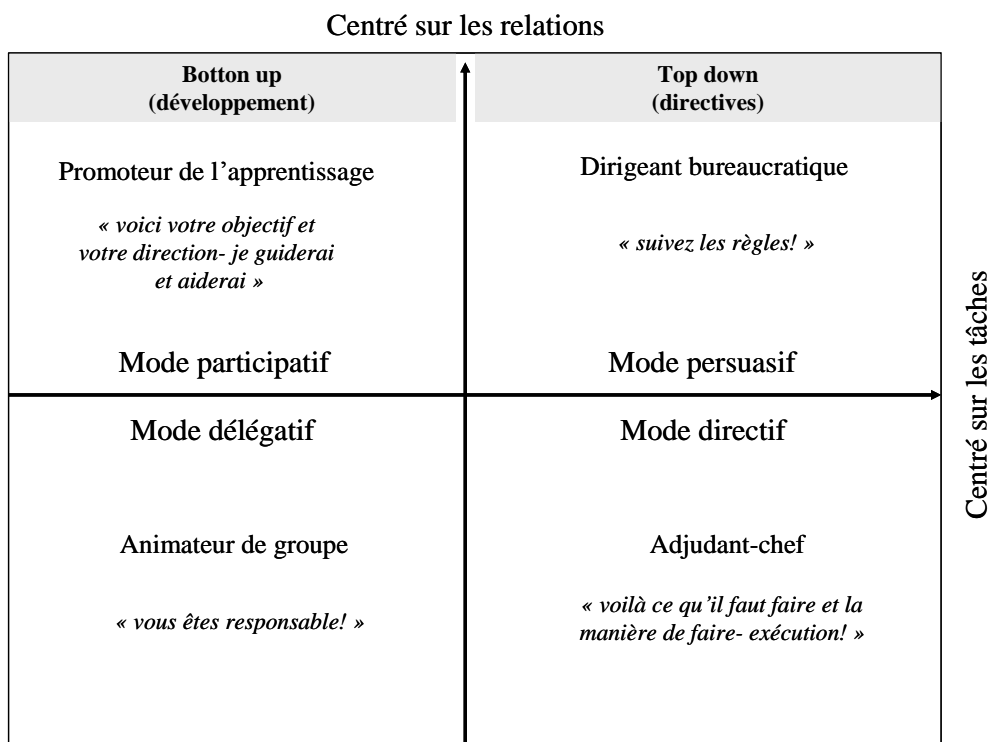 Centré sur les relations
Botton up
(développement)
Top down
(directives)
Promoteur de l’apprentissage
« voici votre objectif et
votre direction- je guiderai
et aiderai »
Dirigeant bureaucratique
« suivez les règles! »
Mode participatif
Mode persuasif
Centré sur les tâches
Mode délégatif
Mode directif
Animateur de groupe
« vous êtes responsable! »
Adjudant-chef
« voilà ce qu’il faut faire et la
manière de faire- exécution! »